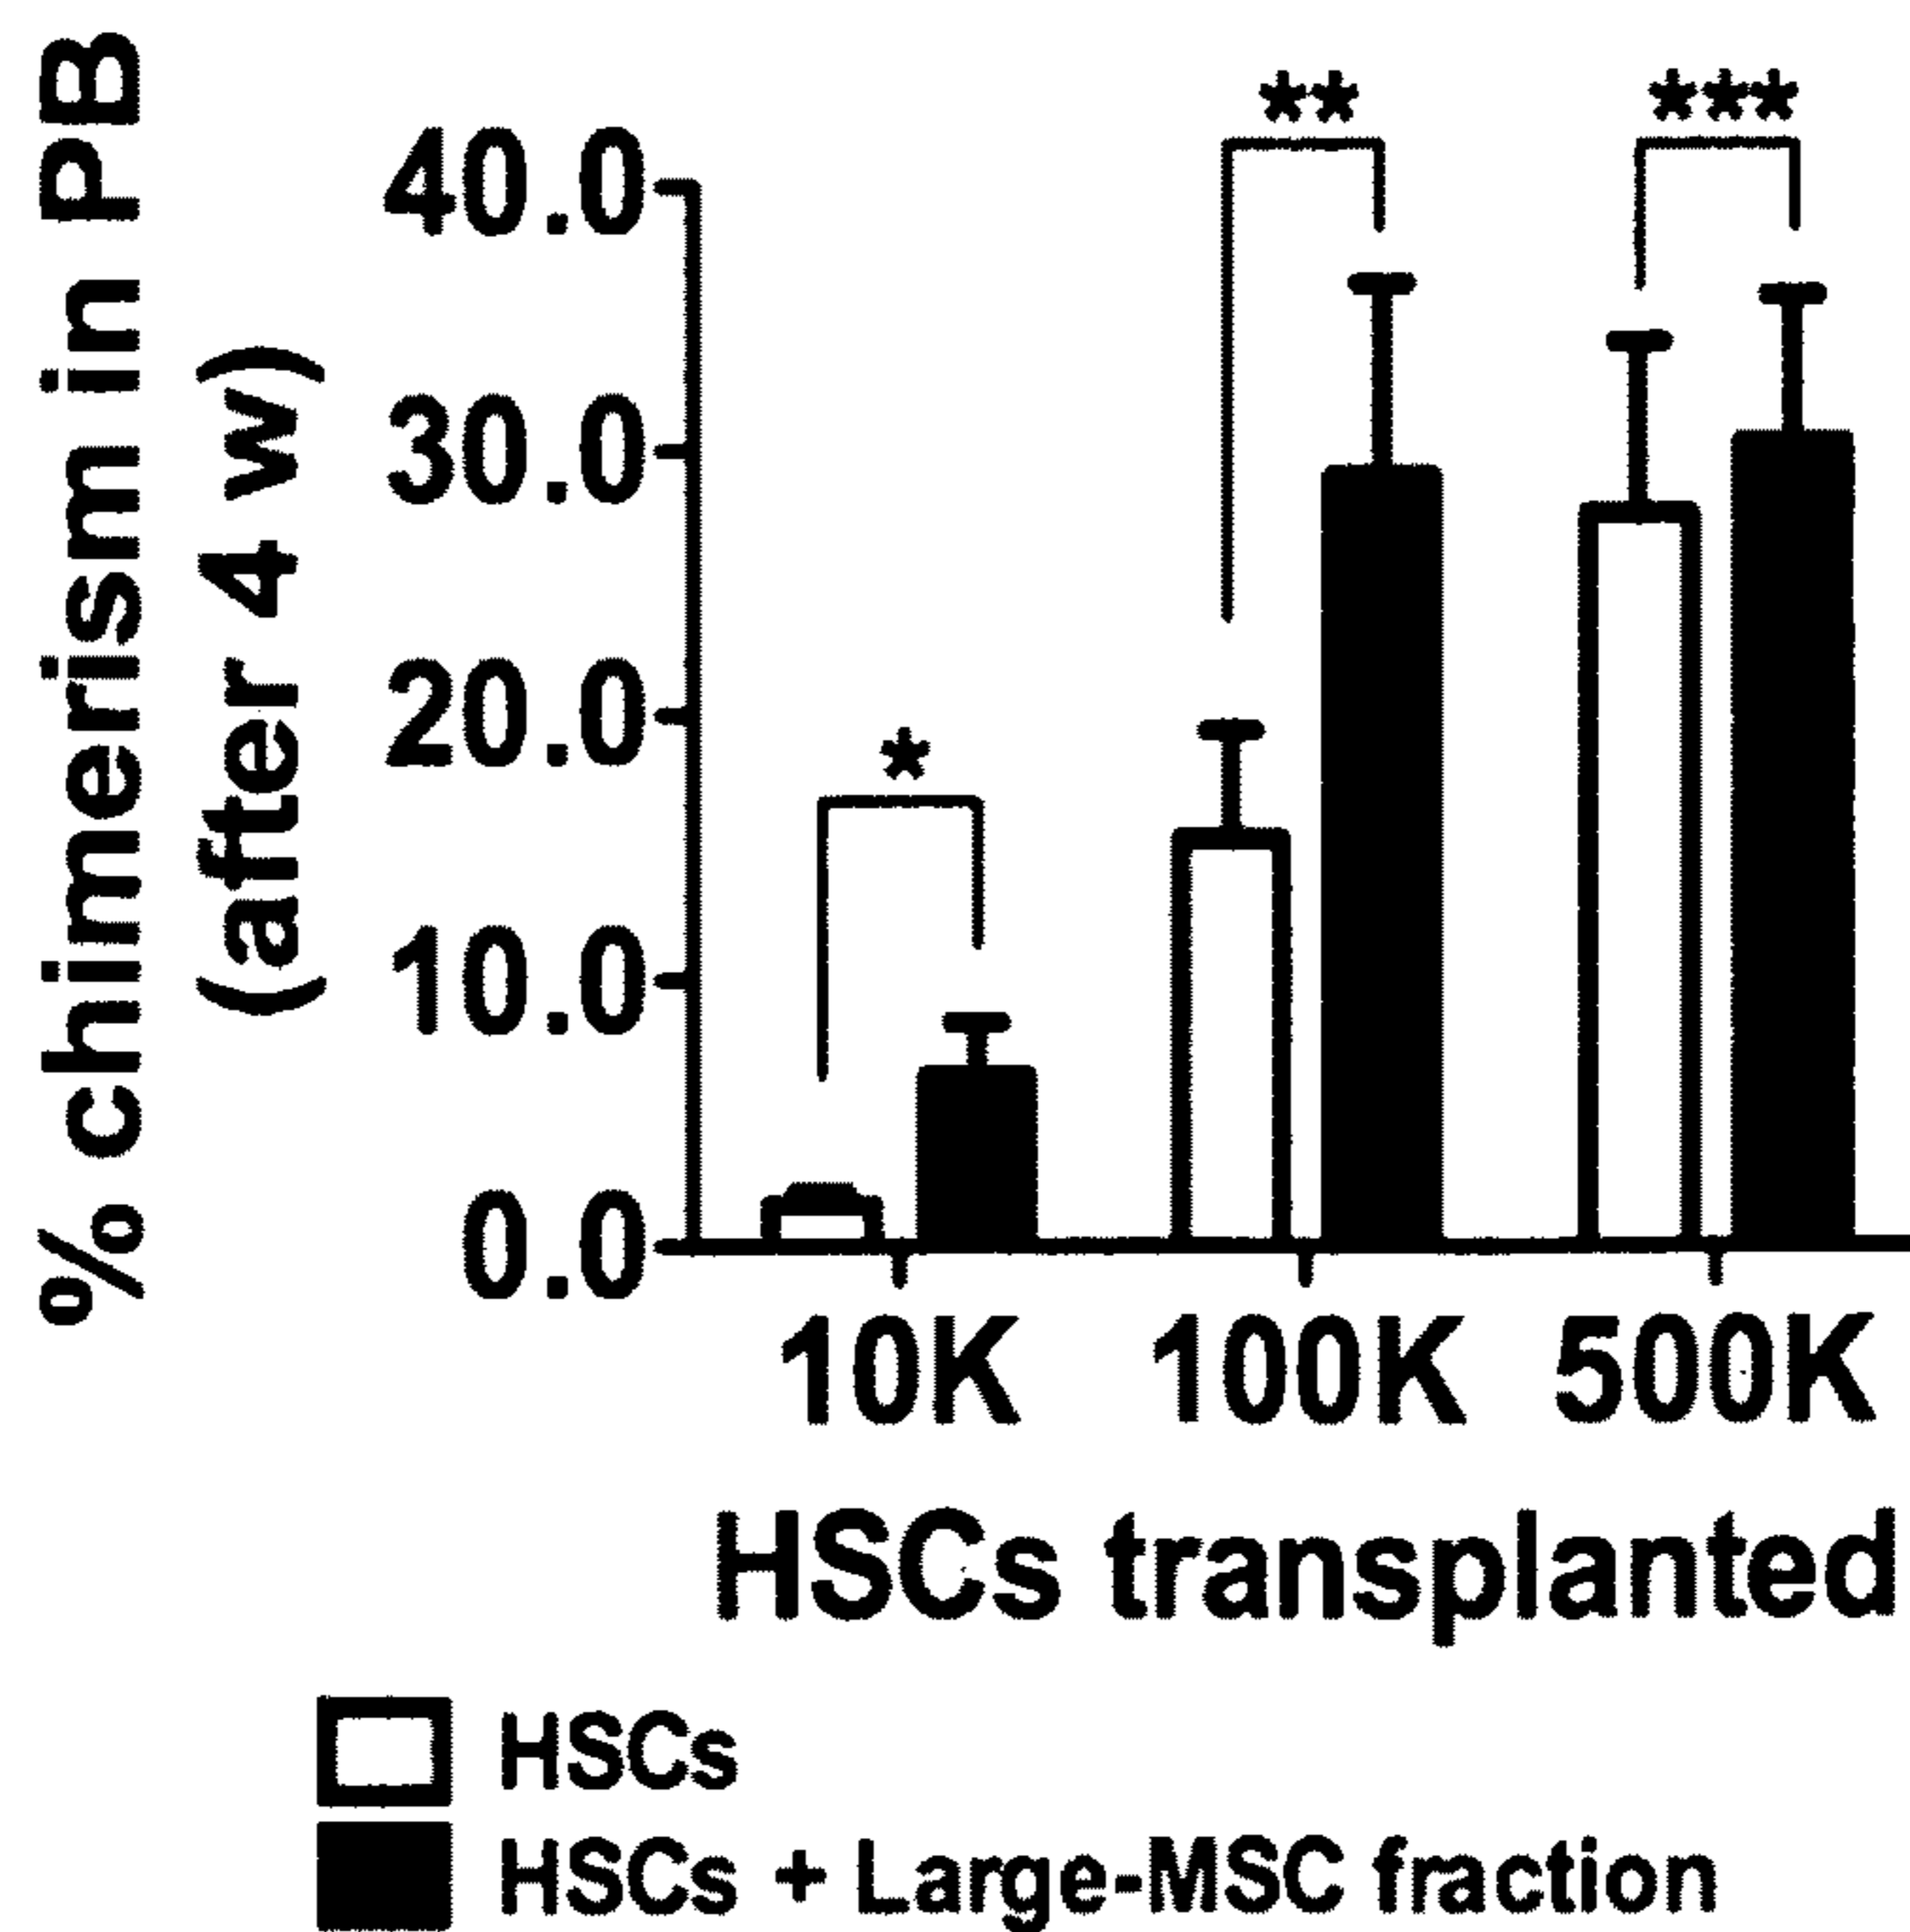 % chimerism in PB
(after 4 w)
40.0
30.0
20.0
10.0
0.0
*
**
***
10K 100K 500K
HSCs transplanted
HSCs
HSCs + Large-MSC fraction